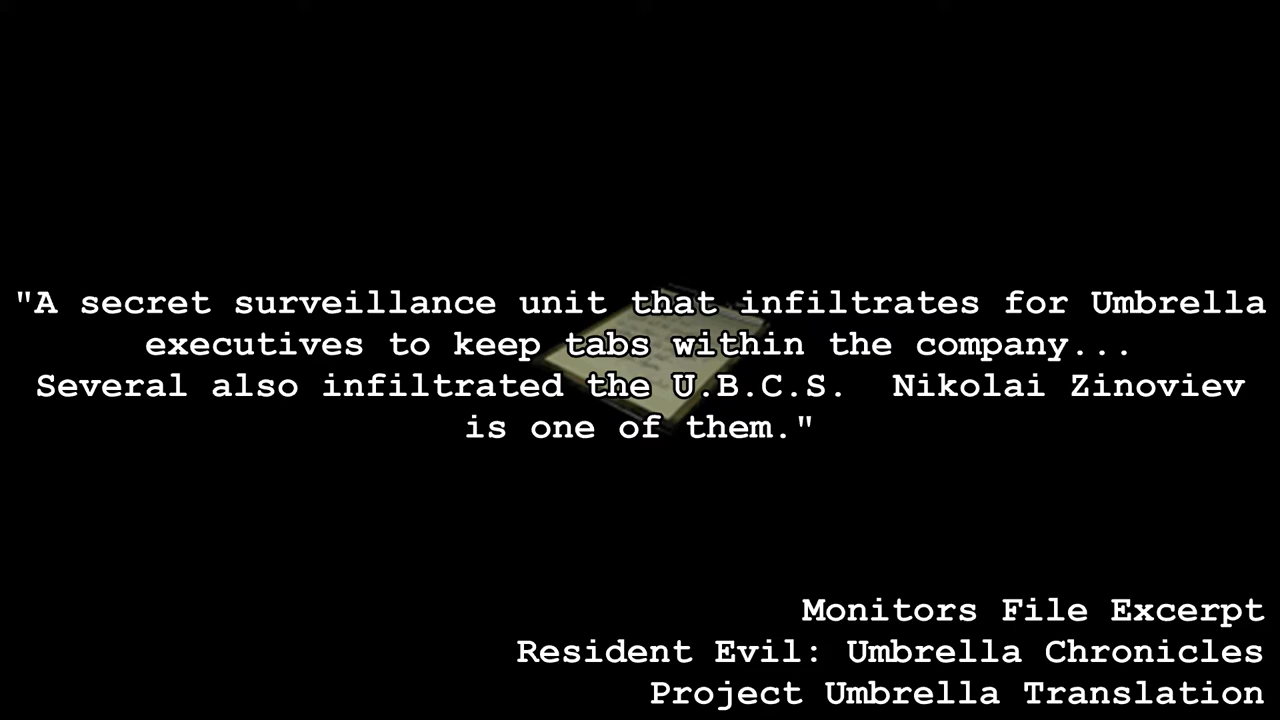 "A secret surveillance unit that infiltrates for Umbrella
executives to keep tabs within the company...
Several also infiltrated the U.B.C.S.  Nikolai Zinoviev
is one of them."
Monitors File Excerpt
Resident Evil: Umbrella Chronicles
Project Umbrella Translation